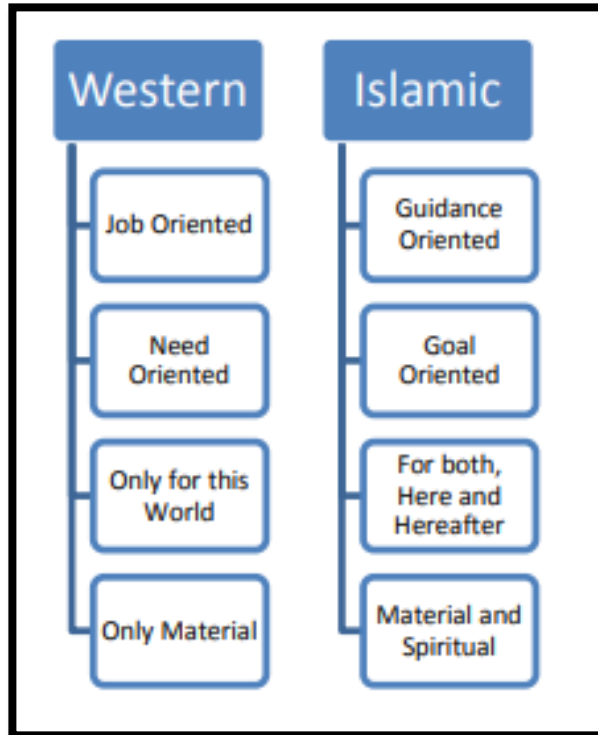 Western
Job Oriented
Need
Oriented
Only for this
World
Only Material
Islamic
Guidance
Oriented
Goal
Oriented
For both,
Here and
Hereafter
Material and
Spiritual